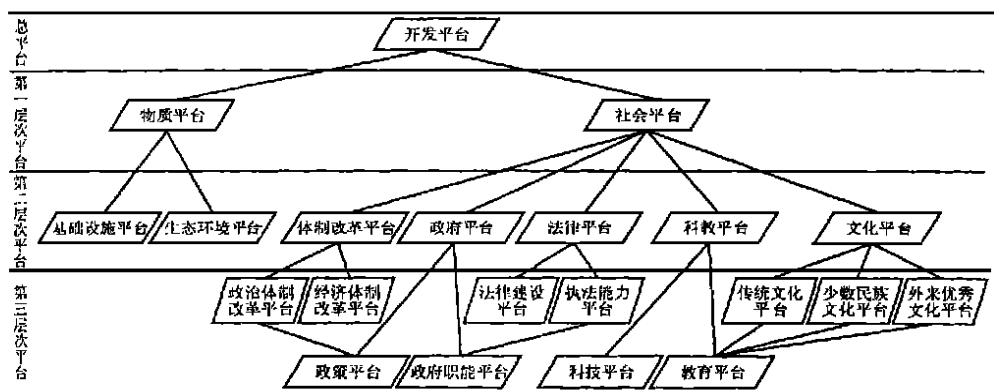 总平台
开发平台
第一层次平台
物质平台
社会平台
第二层次平台
基础设施平台
生态环境平台
体制改革平台
政府平台
法律平台
科教平台
文化平台
第三层次平台
政治体制
改革平台
经济体制
改革平台
法律建设
平台
执法能力
平台
传统文化
平台
少数民族
文化平台
外来优秀
文化平台
政策平台
政府职能平台
科技平台
教育平台